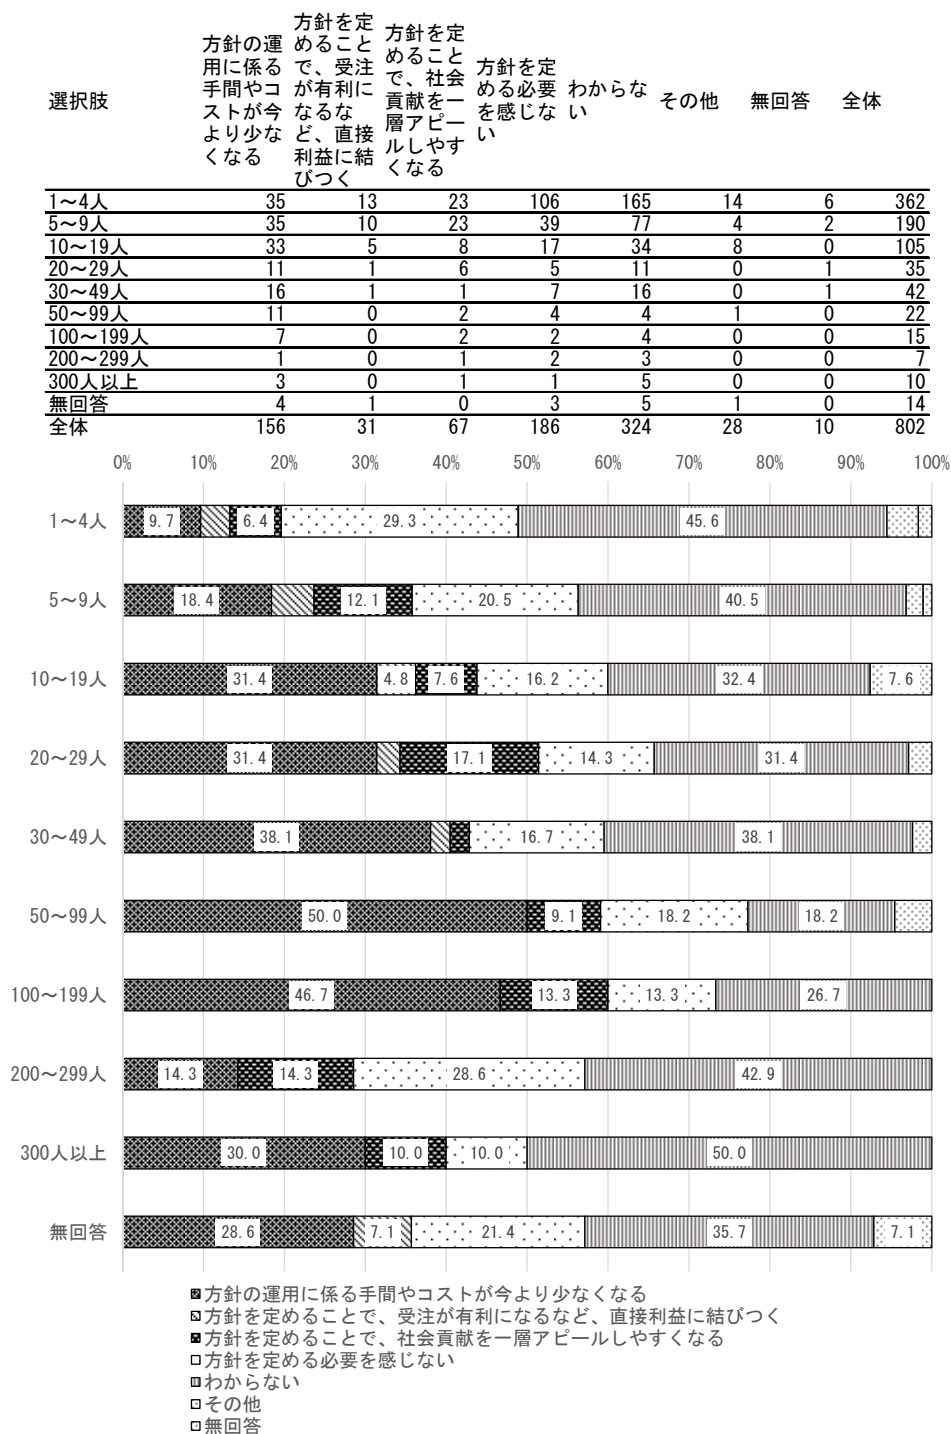 選択肢
方針の運
用に係る
手間やコ
ストが今
より少な
くなる
方針を定
めること
で、受注
が有利に
なるな
ど、直接
利益に結
びつく
方針を定
めること
で、社会
貢献を一
層アピー
ルしやす
くなる
方針を定
める必要
を感じな
い
わからな
い
その他
無回答
全体
1～4人 35 13 23 106 165 14 6 362
5～9人 35 10 23 39 77 4 2 190
10～19人 33 5 8 17 34 8 0 105
20～29人 11 1 6 5 11 0 1 35
30～49人 16 1 1 7 16 0 1 42
50～99人 11 0 2 4 4 1 0 22
100～199人 7 0 2 2 4 0 0 15
200～299人 1 0 1 2 3 0 0 7
300人以上 3 0 1 1 5 0 0 10
無回答 4 1 0 3 5 1 0 14
全体 156 31 67 186 324 28 10 802
0% 10% 20% 30% 40% 50% 60% 70% 80% 90% 100%
1～4人 9.7 6.4 29.3 45.6
5～9人 18.4 12.1 20.5 40.5
10～19人 31.4 4.8 7.6 16.2 32.4 7.6
20～29人 31.4 17.1 14.3 31.4
30～49人 38.1 16.7 38.1
50～99人 50.0 9.1 18.2 18.2
100～199人 46.7 13.3 13.3 26.7
200～299人 14.3 14.3 28.6 42.9
300人以上 30.0 10.0 10.0 50.0
無回答 28.6 7.1 21.4 35.7 7.1
方針の運用に係る手間やコストが今より少なくなる
方針を定めることで、受注が有利になるなど、直接利益に結びつく
方針を定めることで、社会貢献を一層アピールしやすくなる
方針を定める必要を感じない
わからない
その他
無回答